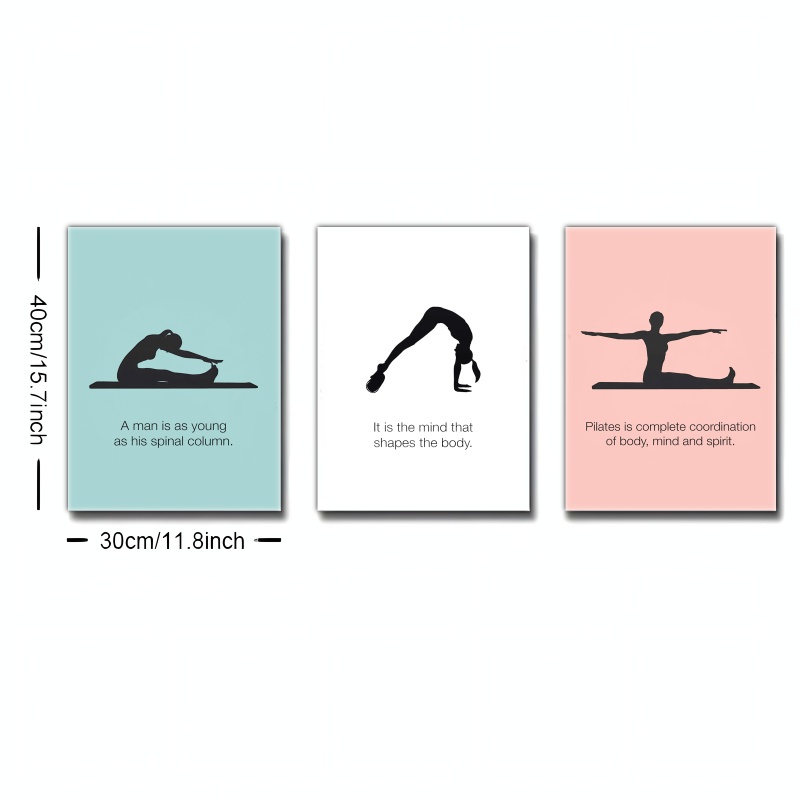 40cm/15.7inch
A man is as young
as his spinal column.
It is the mind that
shapes the body.
Pilates is complete coordination
of body, mind and spirit.
30cm/11.8inch